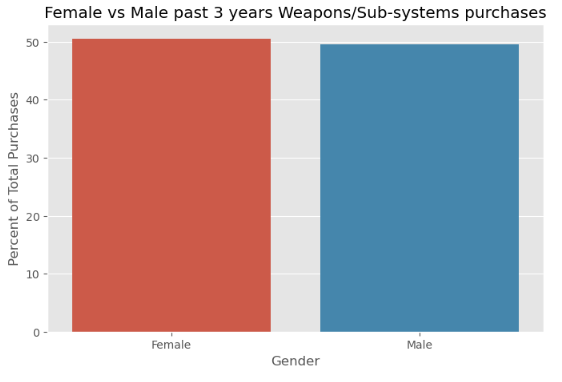 Female vs Male past 3 years Weapons/Sub-systems purchases
Percent of Total Purchases
50
40
30
20
10
0
Female Male
Gender